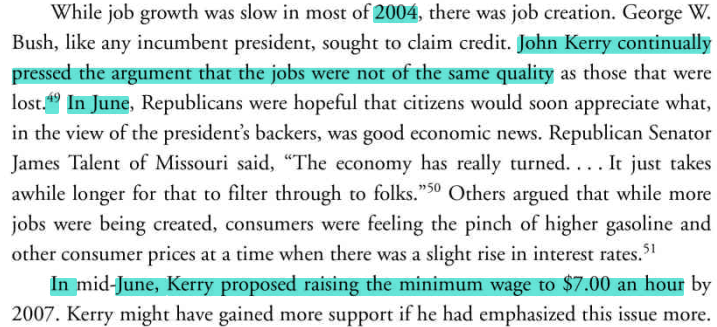 While job growth was slow in most of 2004, there was job creation. George W.
Bush, like any incumbent president, sought to claim credit. John Kerry continually
pressed the argument that the jobs were not of the same quality as those that were
lost.⁴⁹ In June, Republicans were hopeful that citizens would soon appreciate what,
in the view of the president’s backers, was good economic news. Republican Senator
James Talent of Missouri said, “The economy has really turned. . . . It just takes
awhile longer for that to filter through to folks.”⁵⁰ Others argued that while more
jobs were being created, consumers were feeling the pinch of higher gasoline and
other consumer prices at a time when there was a slight rise in interest rates.⁵¹
In mid-June, Kerry proposed raising the minimum wage to $7.00 an hour by
2007. Kerry might have gained more support if he had emphasized this issue more.